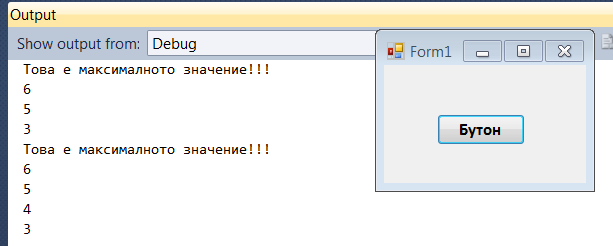 Output
Show output from: Debug
Това е максималното значение!!!
6
5
3
Това е максималното значение!!!
6
5
4
3
Form1
Бутон